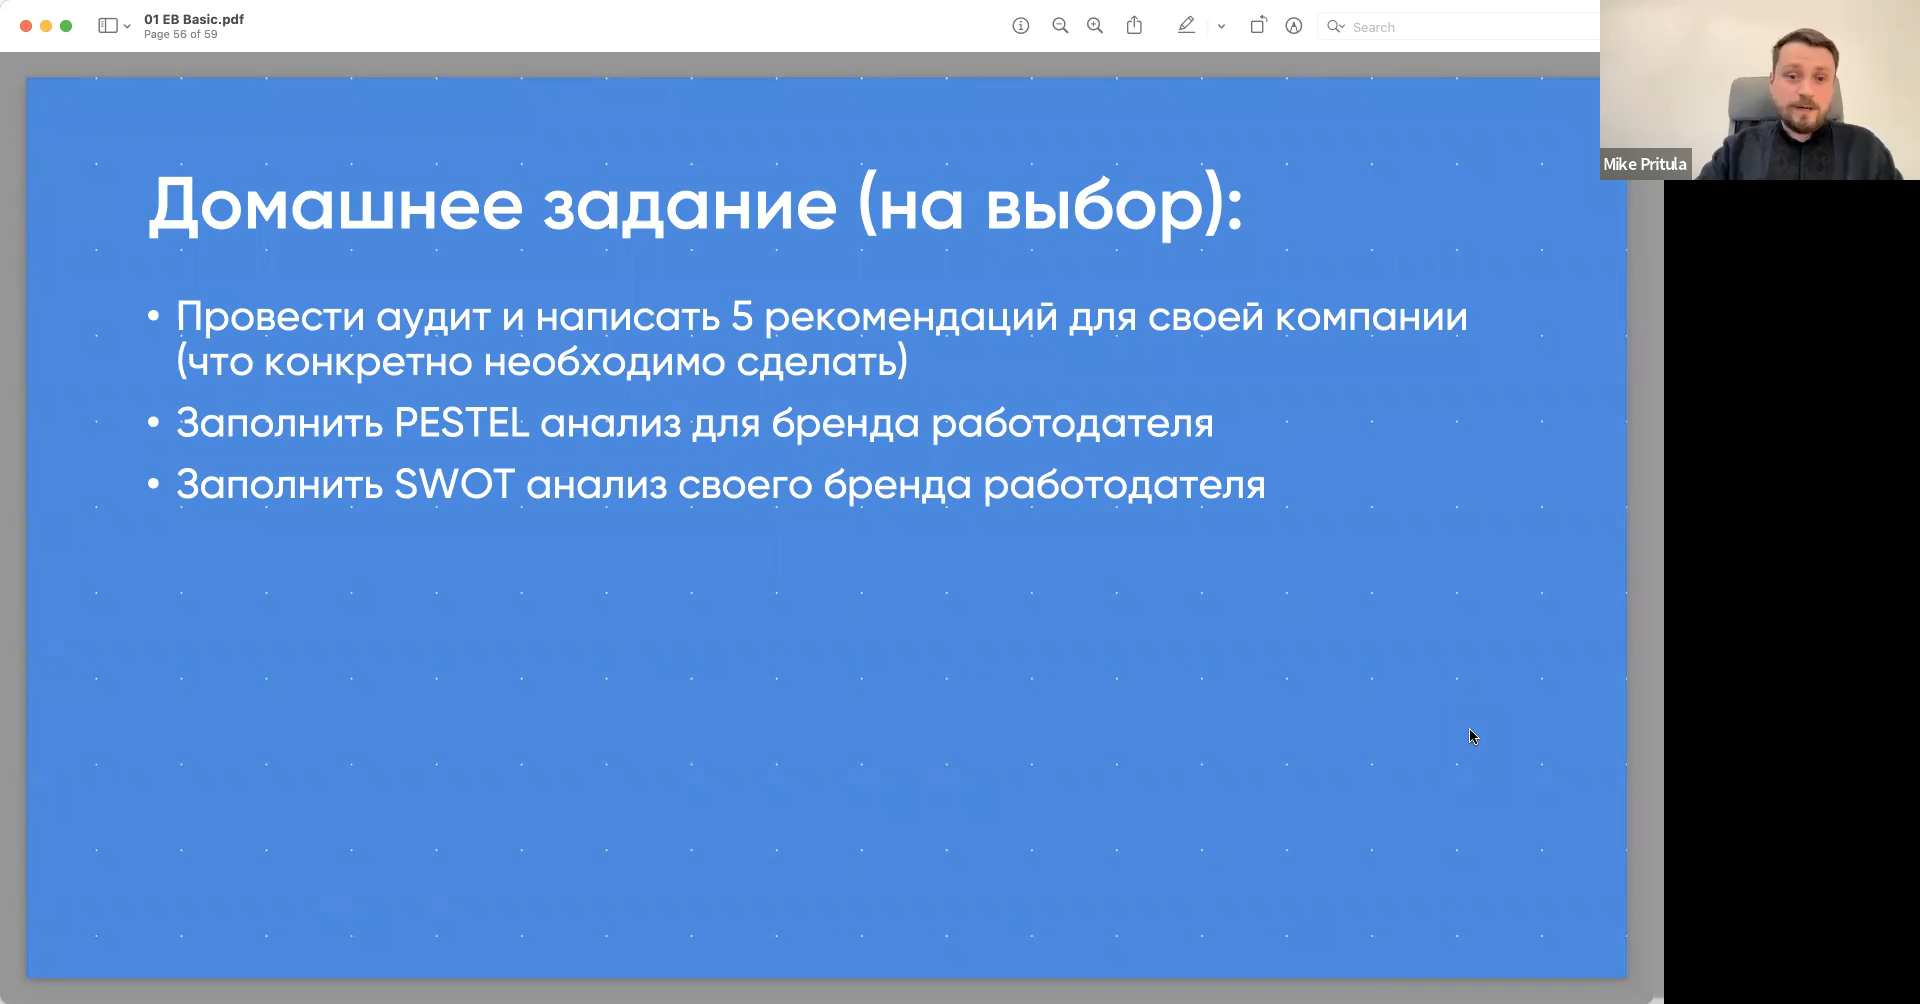 01 EB Basic.pdf
Page 56 of 59
Search
Mike Pritula
Домашнее задание (на выбор):
• Провести аудит и написать 5 рекомендаций для своей компании
(что конкретно необходимо сделать)
• Заполнить PESTEL анализ для бренда работодателя
• Заполнить SWOT анализ своего бренда работодателя